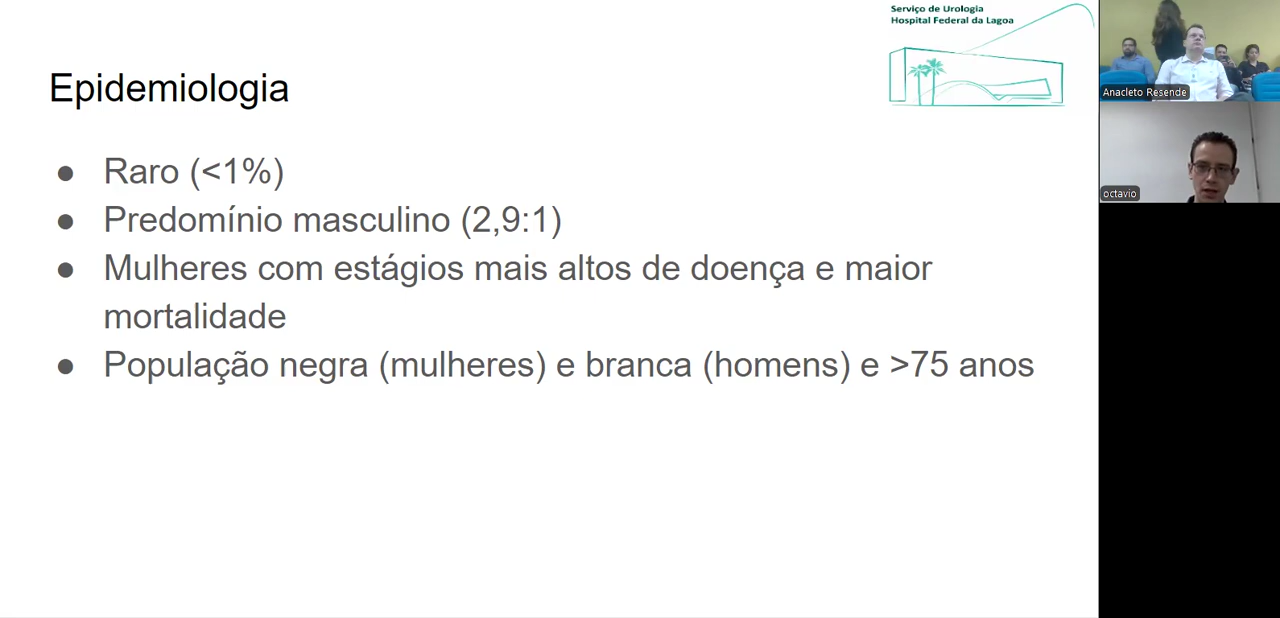 Serviço de Urologia
Hospital Federal da Lagoa
Epidemiologia
● Raro (<1%)
● Predomínio masculino (2,9:1)
● Mulheres com estágios mais altos de doença e maior
mortalidade
● População negra (mulheres) e branca (homens) e >75 anos
Anacleto Resende
octavio